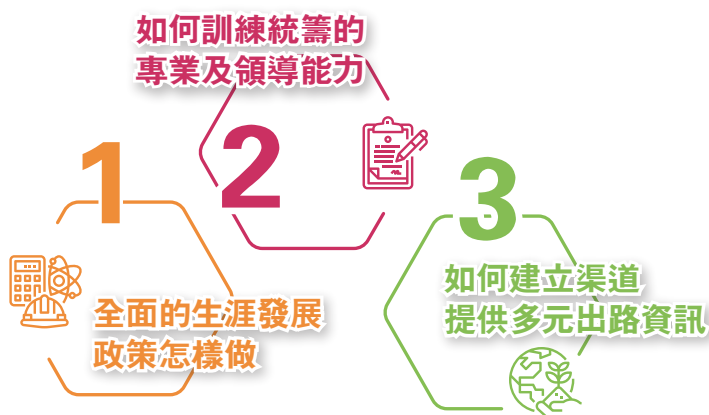 1
全面的生涯發展
政策怎樣做
2
如何訓練統籌的
專業及領導能力
3
如何建立渠道
提供多元出路資訊